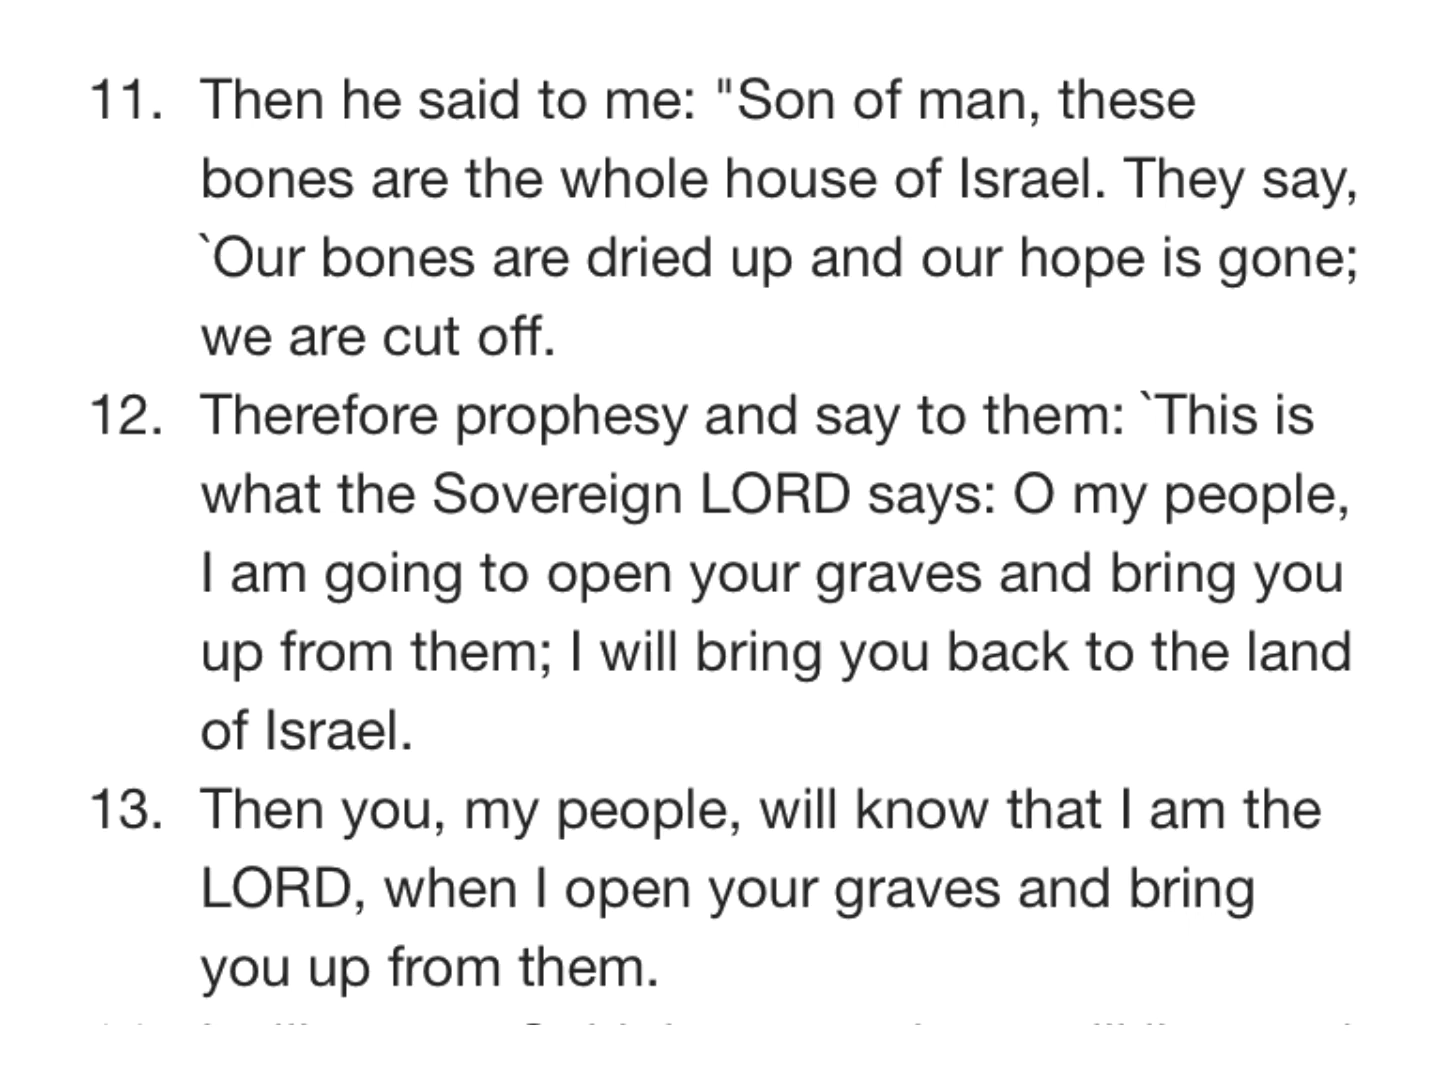 11. Then he said to me: "Son of man, these
bones are the whole house of Israel. They say,
`Our bones are dried up and our hope is gone;
we are cut off.
12. Therefore prophesy and say to them: `This is
what the Sovereign LORD says: O my people,
I am going to open your graves and bring you
up from them; I will bring you back to the land
of Israel.
13. Then you, my people, will know that I am the
LORD, when I open your graves and bring
you up from them.